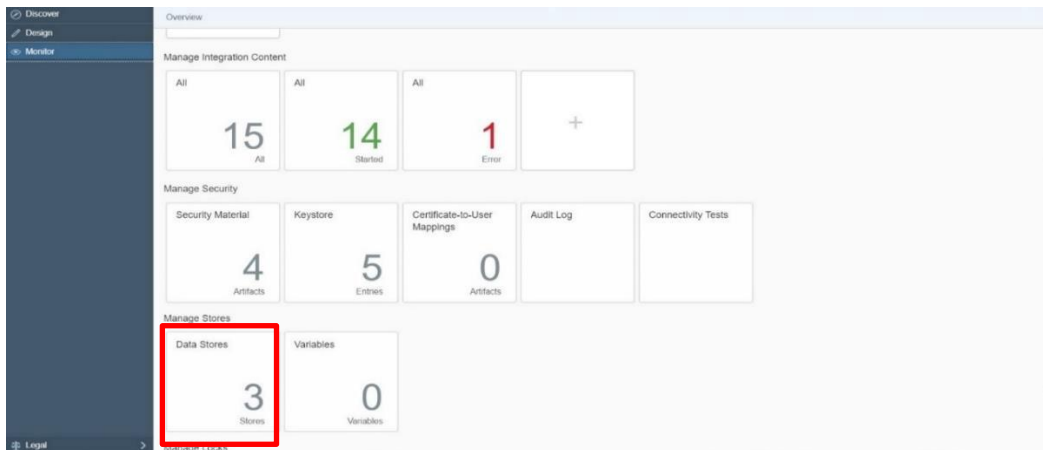 Discover
Design
Monitor
Legal
Overview
Manage Integration Content
All
15
All
All
14
Started
All
1
Error
+
Manage Security
Security Material
4
Artifacts
Keystore
5
Entries
Certificate-to-User
Mappings
0
Artifacts
Audit Log
Connectivity Tests
Manage Stores
Data Stores
3
Stores
Variables
0
Variables